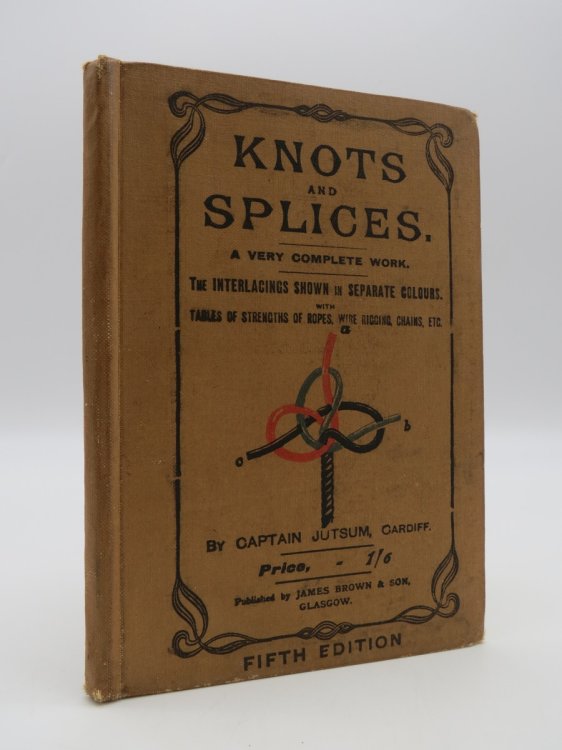 KNOTS
AND
SPLICES.
A VERY COMPLETE WORK.
THE INTERLACINGS SHOWN IN SEPARATE COLOURS.
WITH
TABLES OF STRENGTHS OF ROPES, WIRE RIGGING, CHAINS, ETC.
a
b
c
BY CAPTAIN JUTSUM, CARDIFF.
Price, - 1/6
Published by JAMES BROWN & SON,
GLASGOW.
FIFTH EDITION